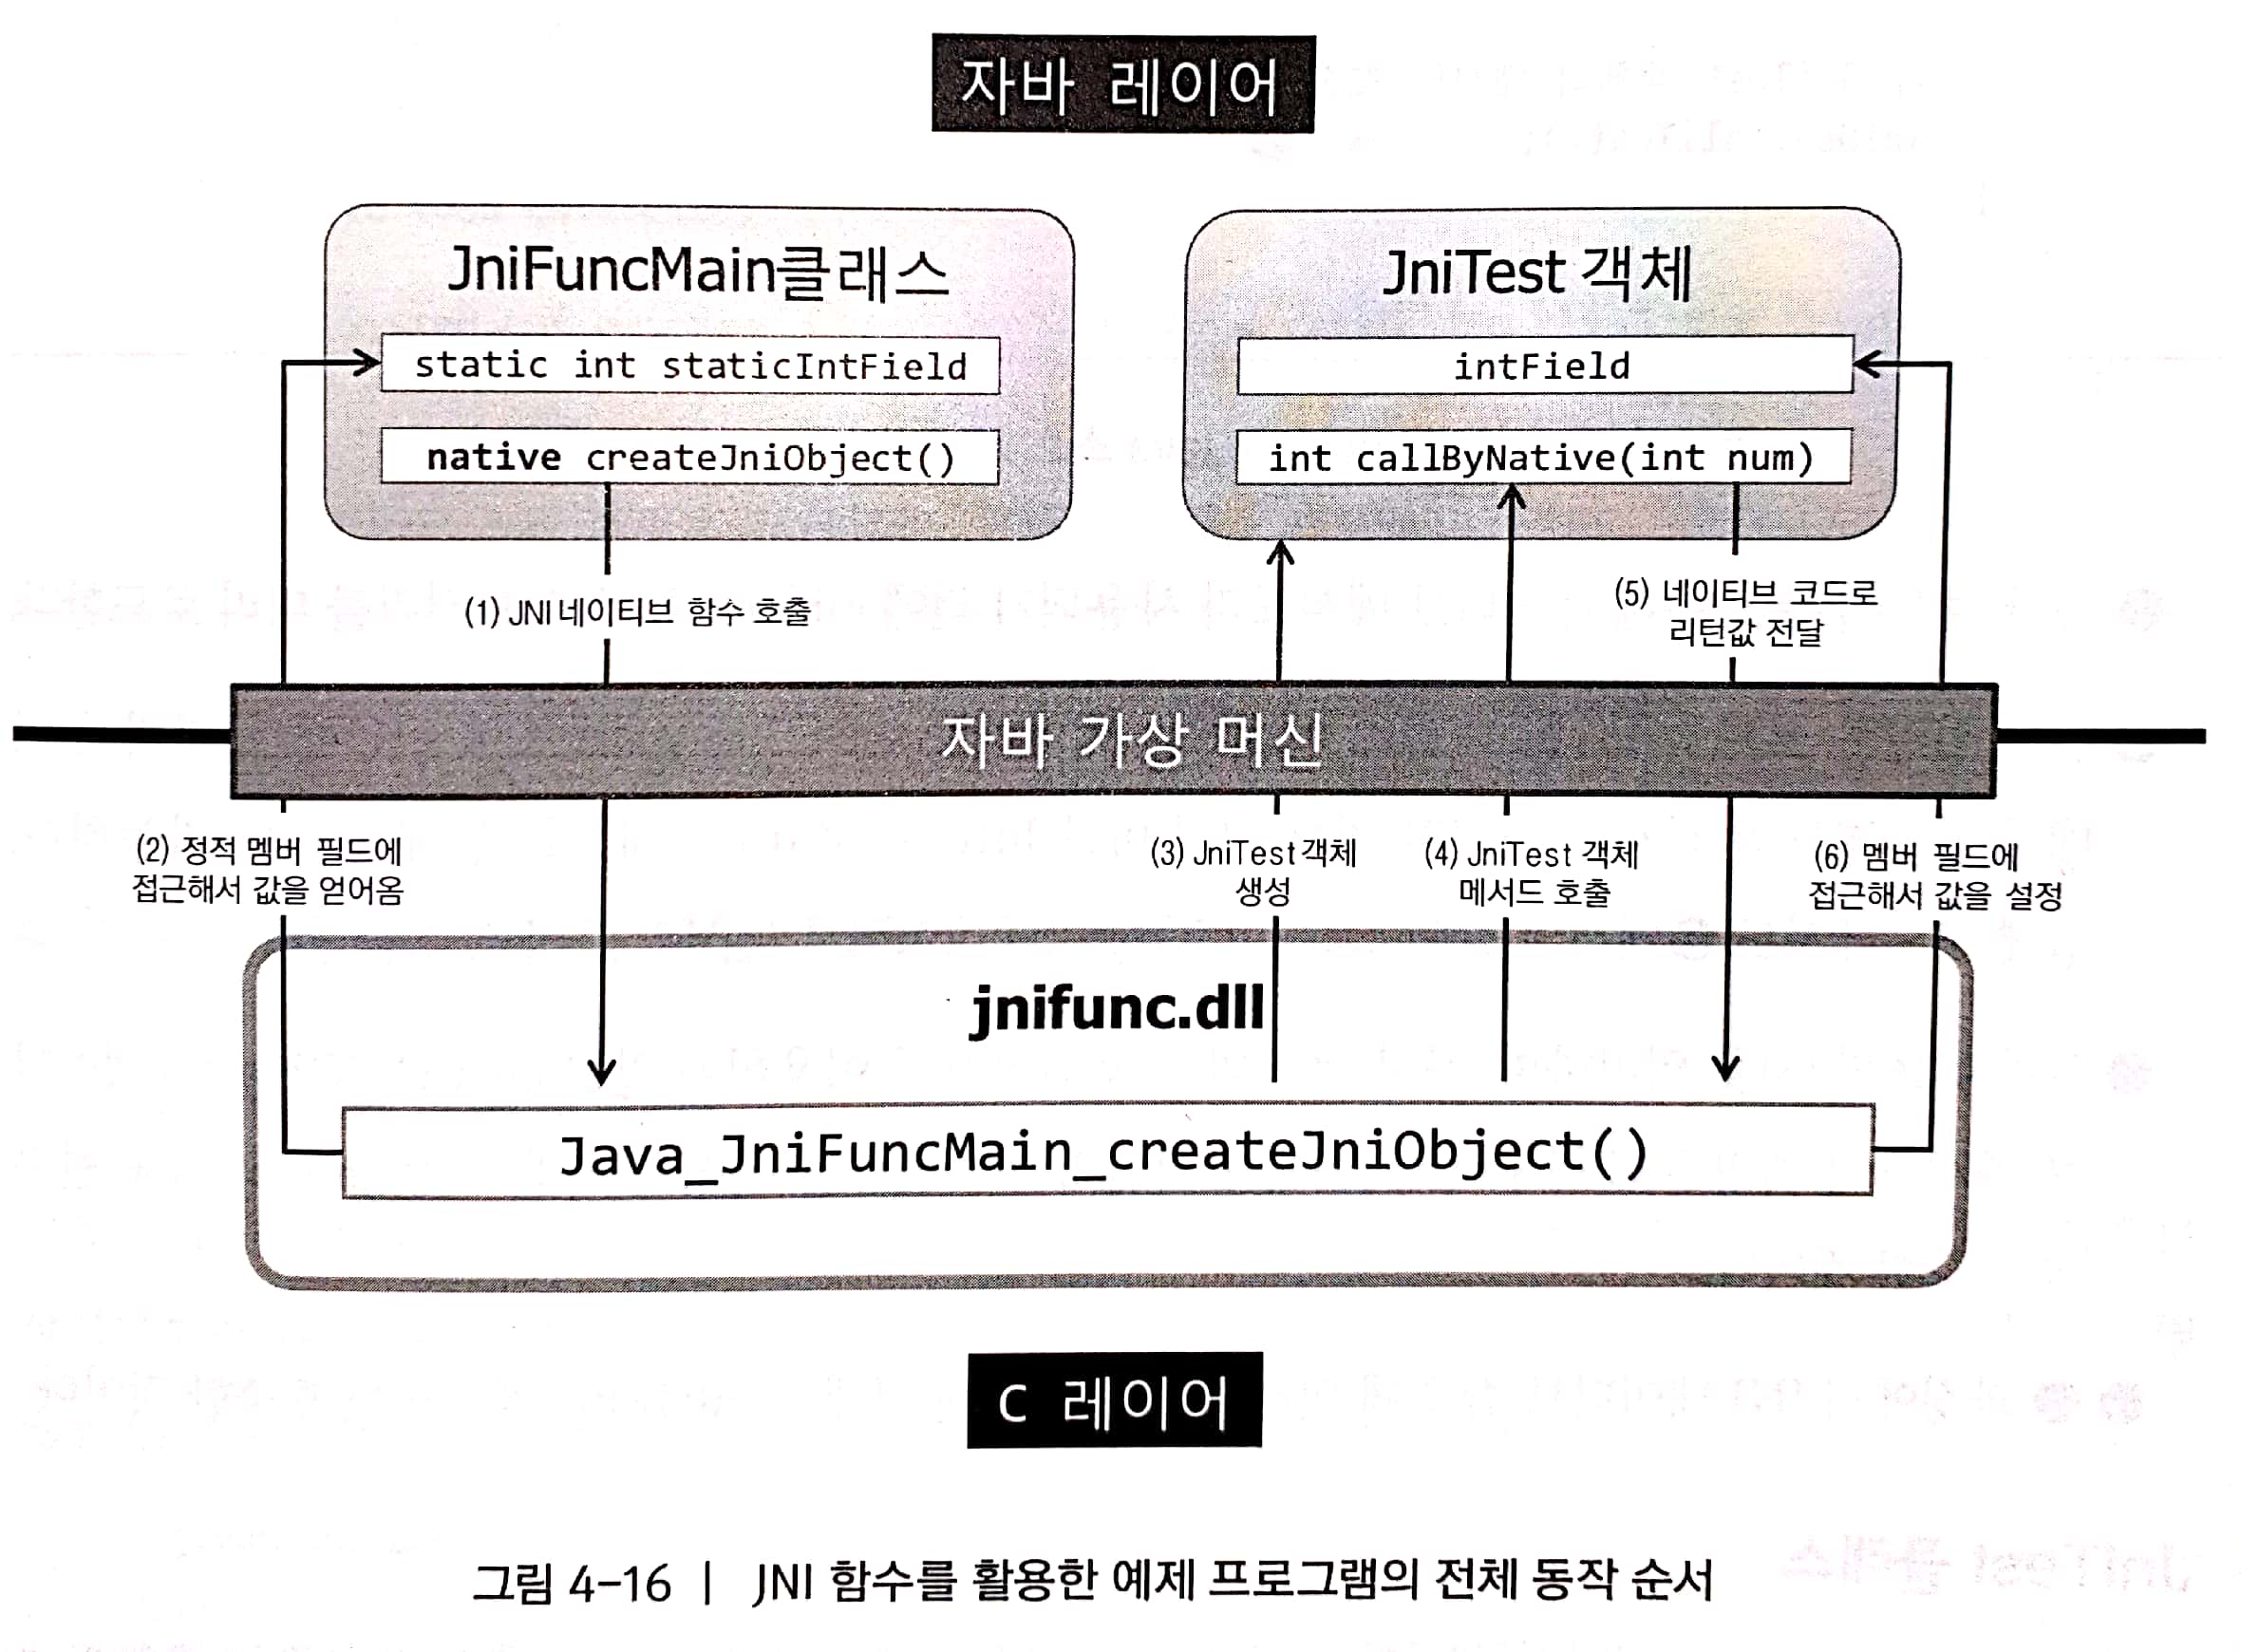 자바 레이어
JniFuncMain클래스
static int staticIntField
native createJniObject()
JniTest 객체
intField
int callByNative(int num)
(1) JNI 네이티브 함수 호출
(5) 네이티브 코드로
리턴값 전달
자바 가상 머신
(2) 정적 멤버 필드에
접근해서 값을 얻어옴
(3) JniTest 객체
생성
(4) JniTest 객체
메서드 호출
(6) 멤버 필드에
접근해서 값을 설정
jnifunc.dll
Java_JniFuncMain_createJniObject()
C 레이어
그림 4-16 | JNI 함수를 활용한 예제 프로그램의 전체 동작 순서